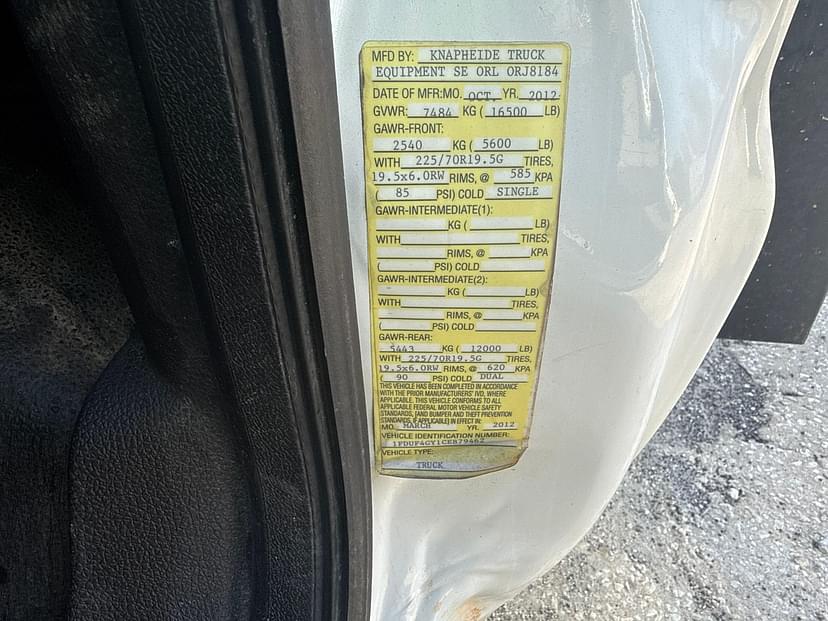 MFD BY: KNAPHEIDE TRUCK
EQUIPMENT SE ORL ORJ8184
DATE OF MFR:MO. OCT. YR. 2012
GVWR: 7484 KG ( 16500 LB)
GAWR-FRONT:
2540 KG ( 5600 LB)
WITH 225/70R19.5G TIRES,
19.5x6.0RW RIMS, @ 585 KPA
( 85 PSI) COLD SINGLE
GAWR-INTERMEDIATE(1):
KG ( LB)
WITH TIRES,
RIMS, @ KPA
( PSI) COLD
GAWR-INTERMEDIATE(2):
KG ( LB)
WITH TIRES,
RIMS, @ KPA
( PSI) COLD
GAWR-REAR:
5443 KG ( 12000 LB)
WITH 225/70R19.5G TIRES,
19.5x6.0RW RIMS, @ 620 KPA
( 90 PSI) COLD DUAL
THIS VEHICLE HAS BEEN COMPLETED IN ACCORDANCE
WITH THE PRIOR MANUFACTURERS' IVD, WHERE
APPLICABLE. THIS VEHICLE CONFORMS TO ALL
APPLICABLE FEDERAL MOTOR VEHICLE SAFETY
STANDARDS, [AND BUMPER AND THEFT PREVENTION
STANDARDS, IF APPLICABLE] IN EFFECT IN:
MO. MARCH YR. 2012
VEHICLE IDENTIFICATION NUMBER:
1FDUF4GY1CEB79462
VEHICLE TYPE:
TRUCK